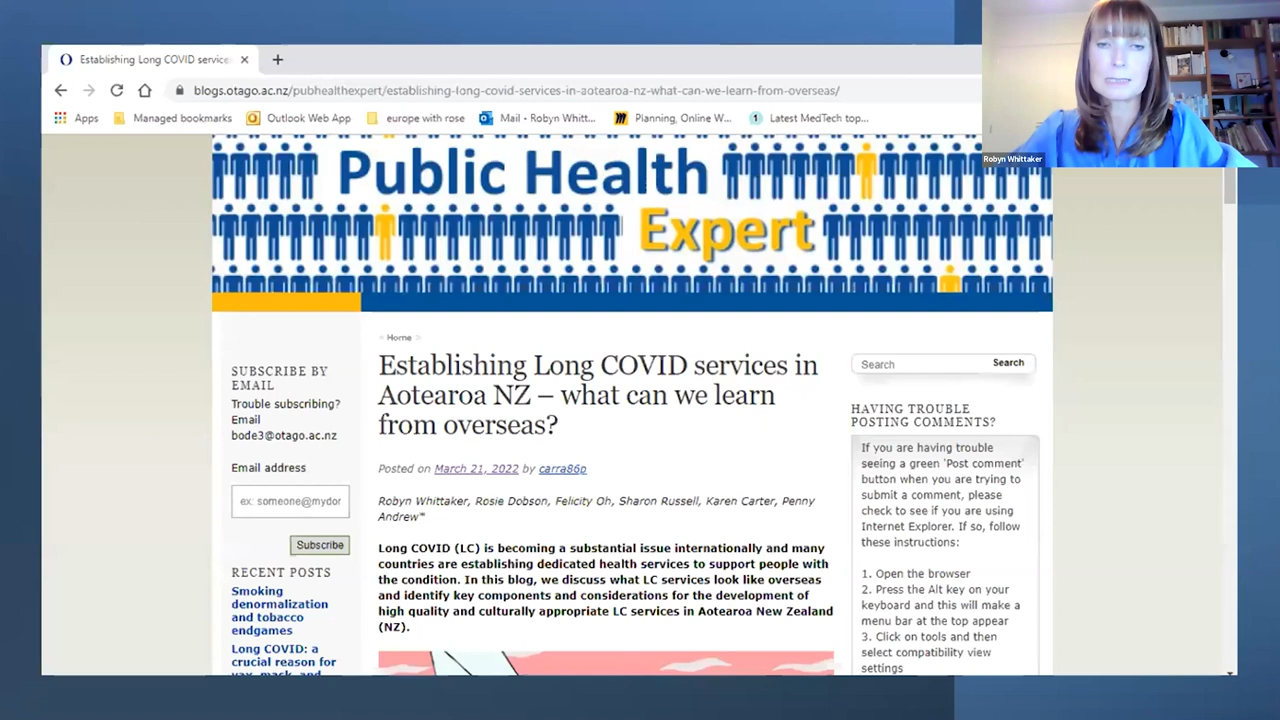 Establishing Long COVID service
blogs.otago.ac.nz/pubhealthexpert/establishing-long-covid-services-in-aotearoa-nz-what-can-we-learn-from-overseas/
Apps Managed bookmarks Outlook Web App europe with rose Mail - Robyn Whitt... Planning, Online W... Latest MedTech top...
Robyn Whittaker
Public Health
Expert
« Home »
Establishing Long COVID services in
Aotearoa NZ – what can we learn
from overseas?
Posted on March 21, 2022 by carra86p
Robyn Whittaker, Rosie Dobson, Felicity Oh, Sharon Russell, Karen Carter, Penny
Andrew*
Long COVID (LC) is becoming a substantial issue internationally and many
countries are establishing dedicated health services to support people with
the condition. In this blog, we discuss what LC services look like overseas
and identify key components and considerations for the development of
high quality and culturally appropriate LC services in Aotearoa New Zealand
(NZ).
SUBSCRIBE BY
EMAIL
Trouble subscribing?
Email
bode3@otago.ac.nz
Email address
ex: someone@mydor
Subscribe
RECENT POSTS
Smoking
denormalization
and tobacco
endgames
Long COVID: a
crucial reason for
Search Search
HAVING TROUBLE
POSTING COMMENTS?
If you are having trouble
seeing a green 'Post comment'
button when you are trying to
submit a comment, please
check to see if you are using
Internet Explorer. If so, follow
these instructions:
1. Open the browser
2. Press the Alt key on your
keyboard and this will make a
menu bar at the top appear
3. Click on tools and then
select compatibility view
settings